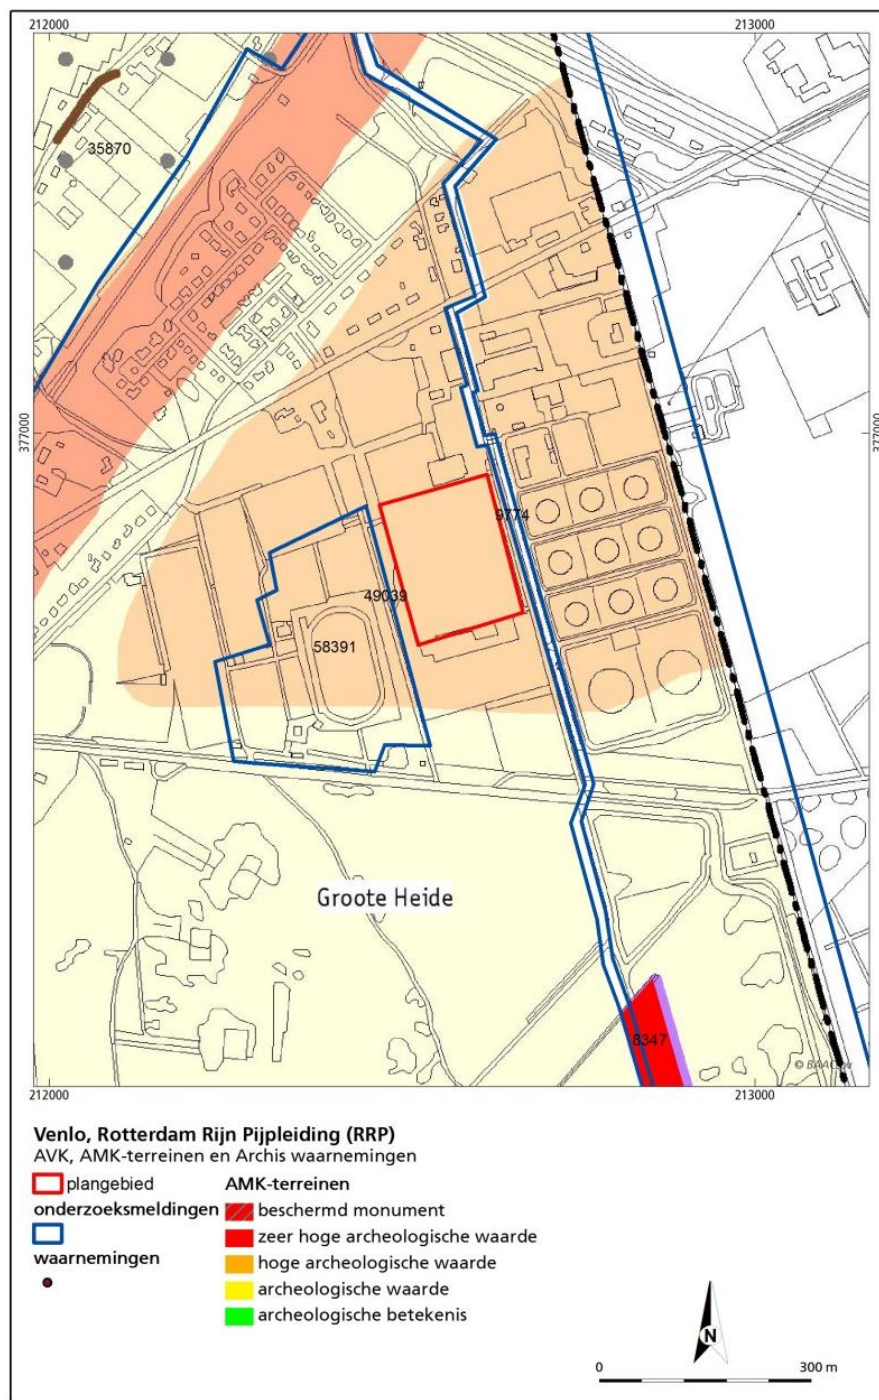 212000
213000
35870
377000
377000
9774
49039
58391
Groote Heide
8347
212000
213000
Venlo, Rotterdam Rijn Pijpleiding (RRP)
AVK, AMK-terreinen en Archis waarnemingen
plangebied
onderzoeksmeldingen
waarnemingen
AMK-terreinen
beschermd monument
zeer hoge archeologische waarde
hoge archeologische waarde
archeologische waarde
archeologische betekenis
N
0
300 m